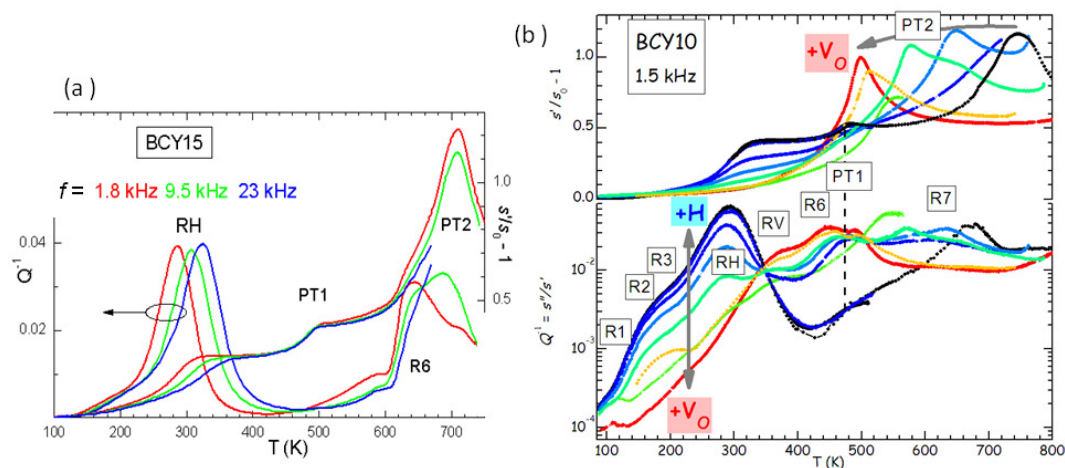 (a)
BCY15
f = 1.8 kHz 9.5 kHz 23 kHz
RH
PT1
PT2
R6
0.04
0.02
0.00
Q⁻¹
1.0
0.5
s'/s₀ - 1
100 200 300 400 500 600 700
T (K)
(b)
BCY10
1.5 kHz
+V_O
PT2
1.0
0.5
0.0
s'/s₀ - 1
PT1
+H
RV
R6
R7
R3
R2
RH
R1
+V_O
10⁻²
10⁻³
10⁻⁴
Q⁻¹ = s"/s'
100 200 300 400 500 600 700 800
T (K)